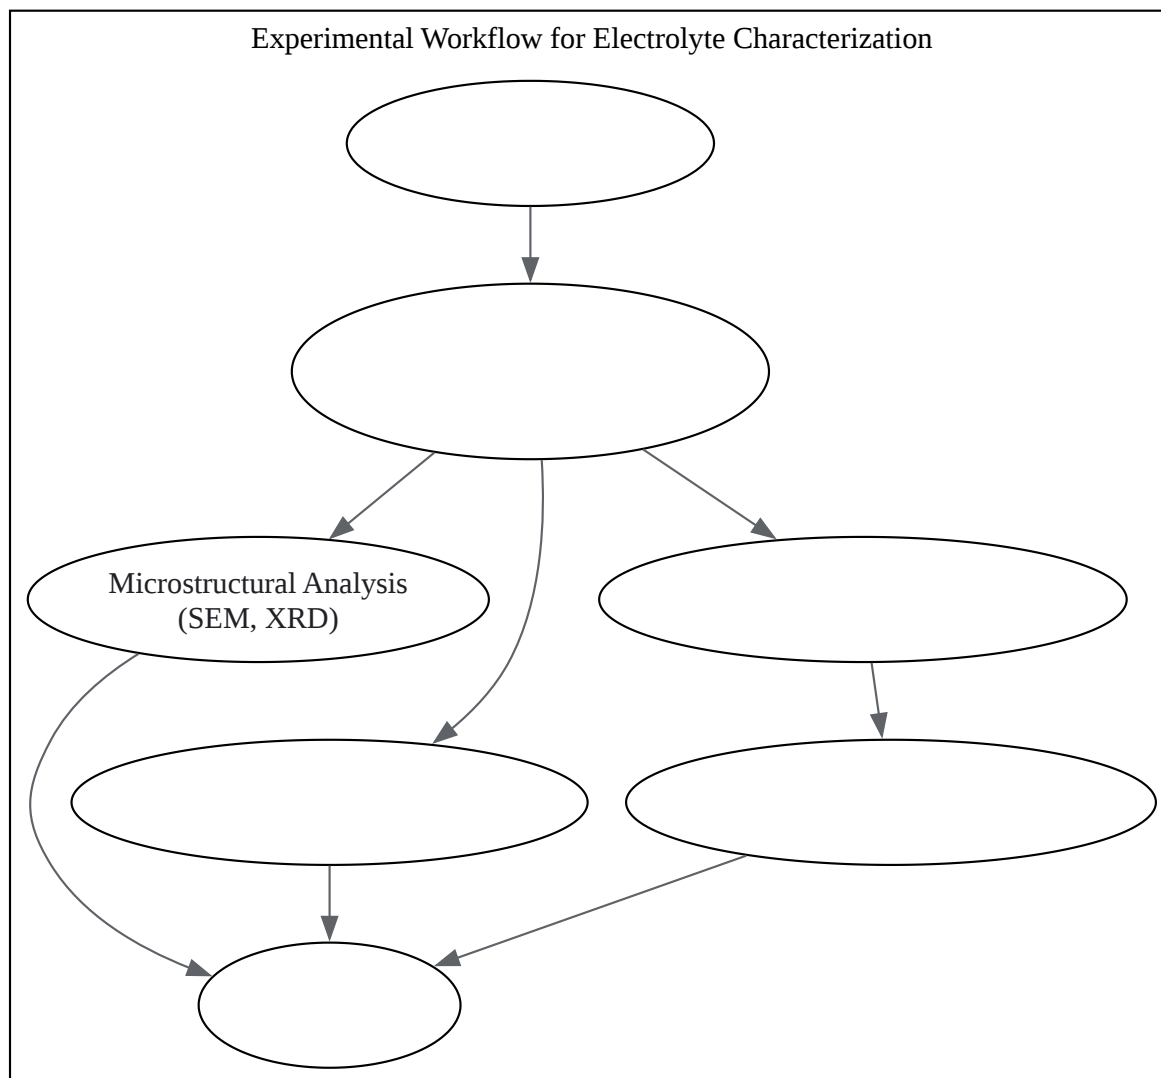 Experimental Workflow for Electrolyte Characterization
Microstructural Analysis
(SEM, XRD)